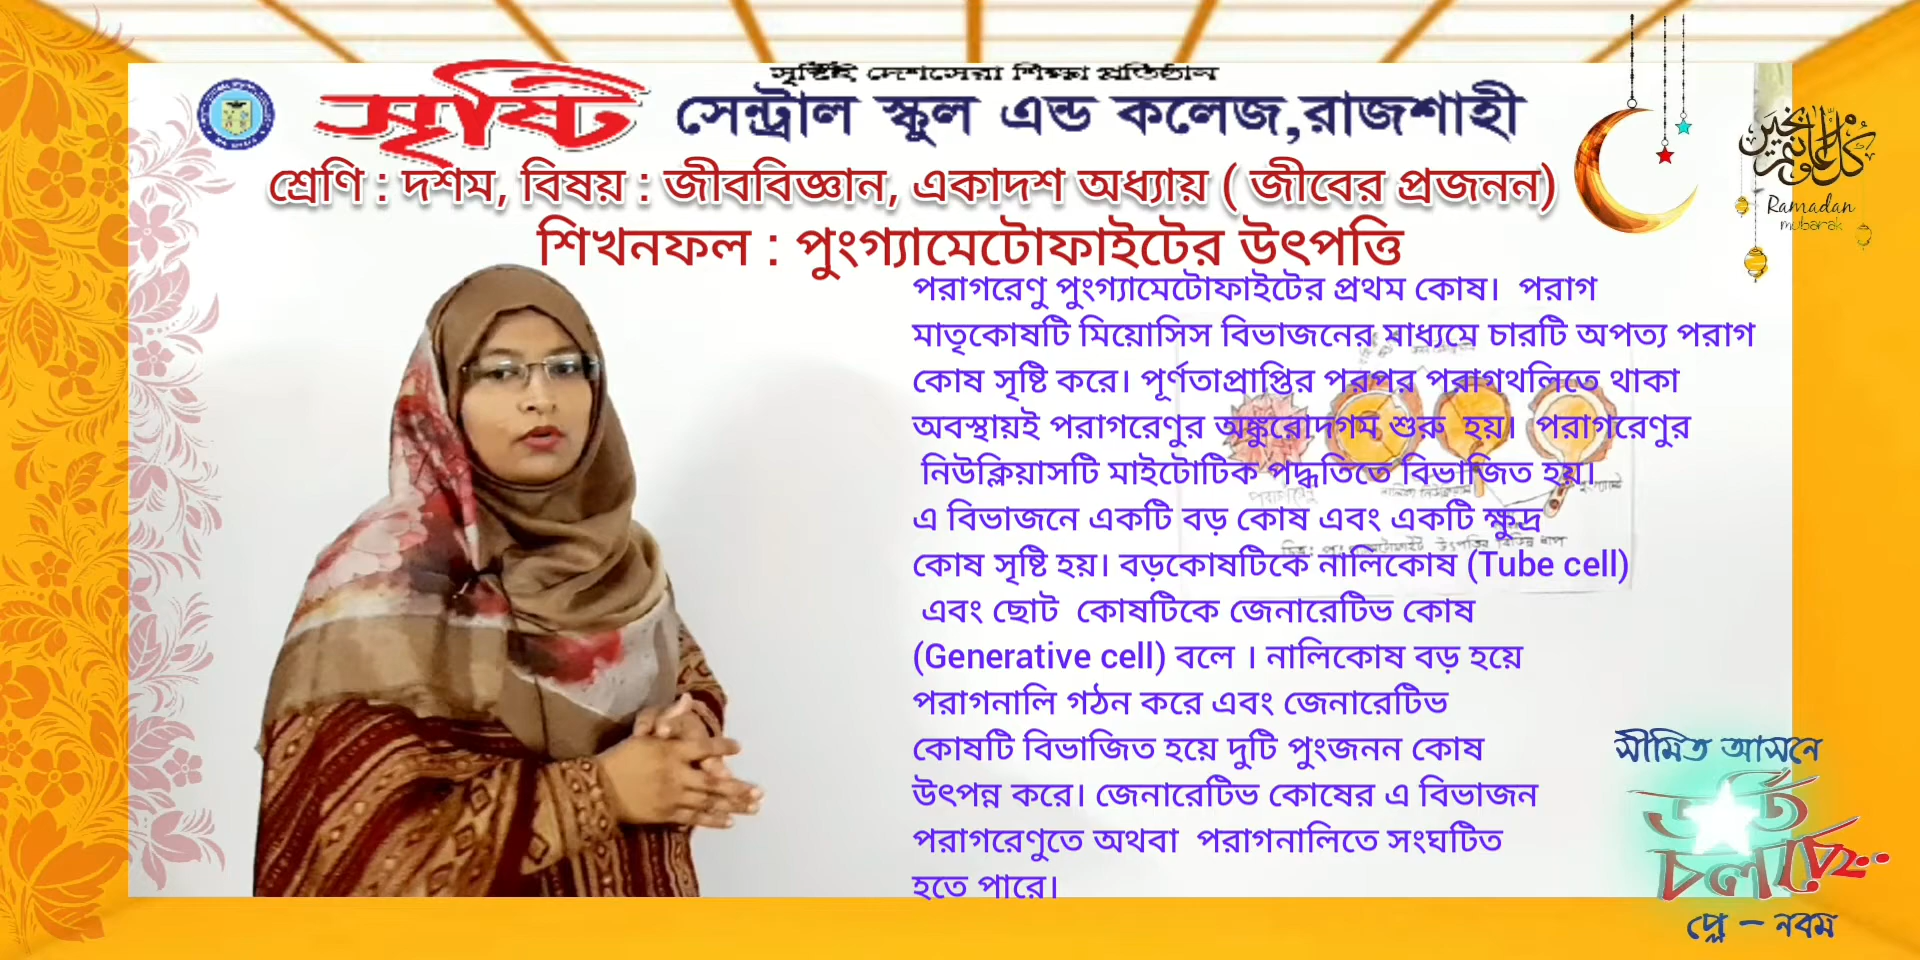 সৃষ্টিই দেশসেরা শিক্ষা প্রতিষ্ঠান
সৃষ্টি সেন্ট্রাল স্কুল এন্ড কলেজ,রাজশাহী
শ্রেণি : দশম, বিষয় : জীববিজ্ঞান, একাদশ অধ্যায় ( জীবের প্রজনন)
শিখনফল : পুংগ্যামেটোফাইটের উৎপত্তি
পরাগরেণু পুংগ্যামেটোফাইটের প্রথম কোষ। পরাগ
মাতৃকোষটি মিয়োসিস বিভাজনের মাধ্যমে চারটি অপত্য পরাগ
কোষ সৃষ্টি করে। পূর্ণতাপ্রাপ্তির পরপর পরাগথলিতে থাকা
অবস্থায়ই পরাগরেণুর অঙ্কুরোদগম শুরু হয়। পরাগরেণুর
নিউক্লিয়াসটি মাইটোটিক পদ্ধতিতে বিভাজিত হয়।
এ বিভাজনে একটি বড় কোষ এবং একটি ক্ষুদ্র
কোষ সৃষ্টি হয়। বড়কোষটিকে নালিকোষ (Tube cell)
এবং ছোট কোষটিকে জেনারেটিভ কোষ
(Generative cell) বলে । নালিকোষ বড় হয়ে
পরাগনালি গঠন করে এবং জেনারেটিভ
কোষটি বিভাজিত হয়ে দুটি পুংজনন কোষ
উৎপন্ন করে। জেনারেটিভ কোষের এ বিভাজন
পরাগরেণুতে অথবা পরাগনালিতে সংঘটিত
হতে পারে।
Ramadan
mubarak
সীমিত আসনে
ভর্তি
চলছে..
প্লে - নবম